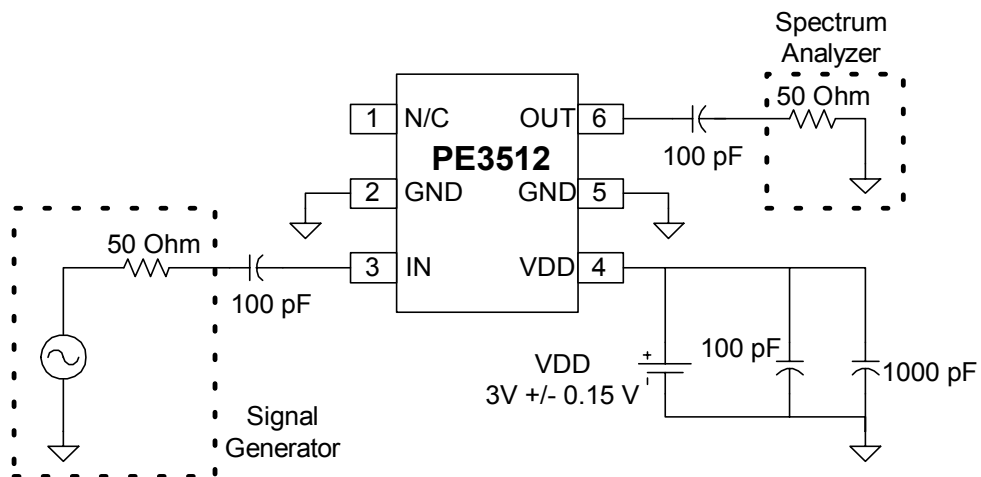 Spectrum
Analyzer
50 Ohm
1 N/C OUT 6
PE3512
100 pF
2 GND GND 5
50 Ohm
3 IN VDD 4
100 pF
VDD
3V +/- 0.15 V
+
-
100 pF
1000 pF
Signal
Generator